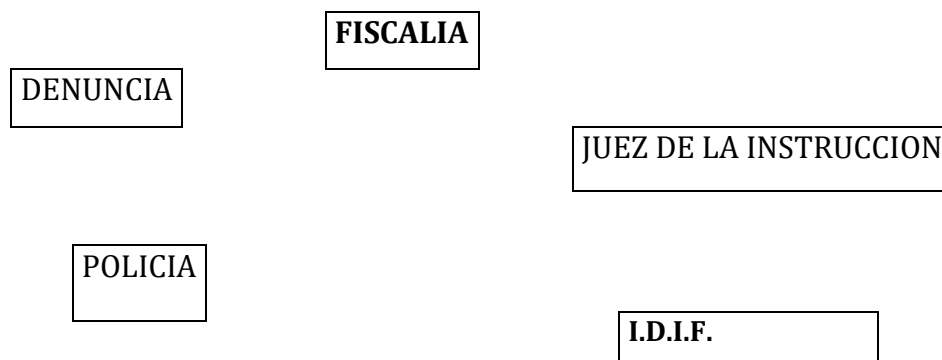 FISCALIA
DENUNCIA
JUEZ DE LA INSTRUCCION
POLICIA
I.D.I.F.